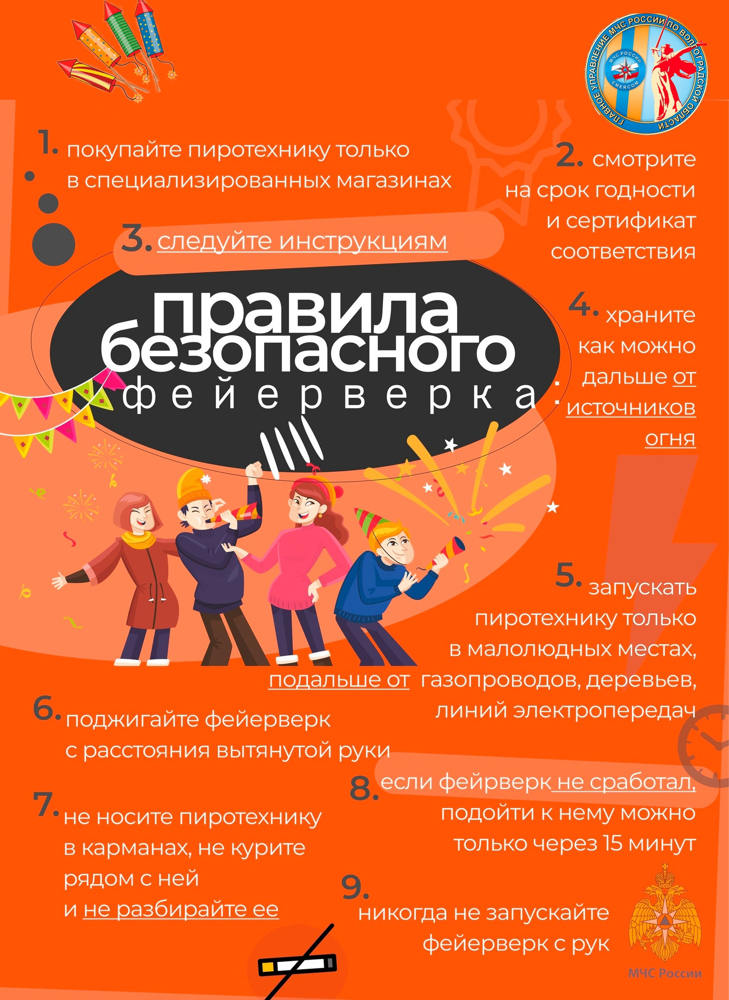 ГЛАВНОЕ УПРАВЛЕНИЕ МЧС РОССИИ ПО ВОЛГОГРАДСКОЙ ОБЛАСТИ
МЧС РОССИИ
EMERCOM
1. покупайте пиротехнику только
в специализированных магазинах
2. смотрите
на срок годности
и сертификат
соответствия
3. следуйте инструкциям
правила
безопасного
фейерверка:
4. храните
как можно
дальше от
источников
огня
5. запускать
пиротехнику только
в малолюдных местах,
подальше от газопроводов, деревьев,
линий электропередач
6. поджигайте фейерверк
с расстояния вытянутой руки
7. не носите пиротехнику
в карманах, не курите
рядом с ней
и не разбирайте ее
8. если фейрверк не сработал,
подойти к нему можно
только через 15 минут
9.
никогда не запускайте
фейерверк с рук
МЧС России